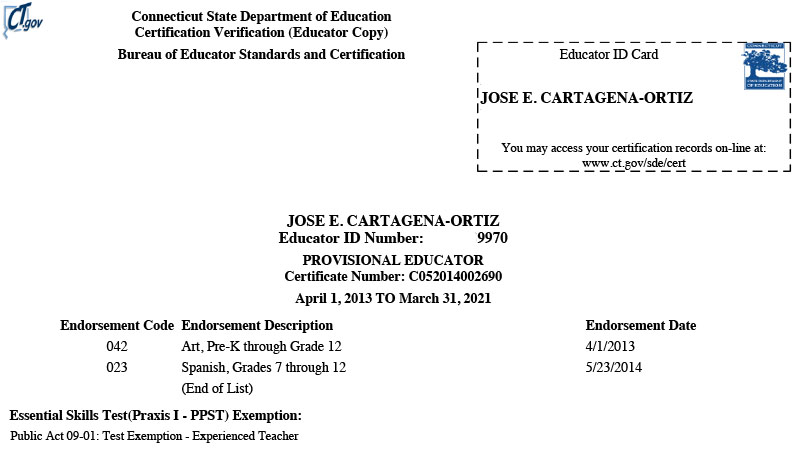 CT.gov
Connecticut State Department of Education
Certification Verification (Educator Copy)
Bureau of Educator Standards and Certification
Educator ID Card
CONNECTICUT
STATE DEPARTMENT
OF EDUCATION
JOSE E. CARTAGENA-ORTIZ
You may access your certification records on-line at:
www.ct.gov/sde/cert
JOSE E. CARTAGENA-ORTIZ
Educator ID Number: 9970
PROVISIONAL EDUCATOR
Certificate Number: C052014002690
April 1, 2013 TO March 31, 2021
Endorsement Code Endorsement Description Endorsement Date
042 Art, Pre-K through Grade 12 4/1/2013
023 Spanish, Grades 7 through 12 5/23/2014
(End of List)
Essential Skills Test(Praxis I - PPST) Exemption:
Public Act 09-01: Test Exemption - Experienced Teacher